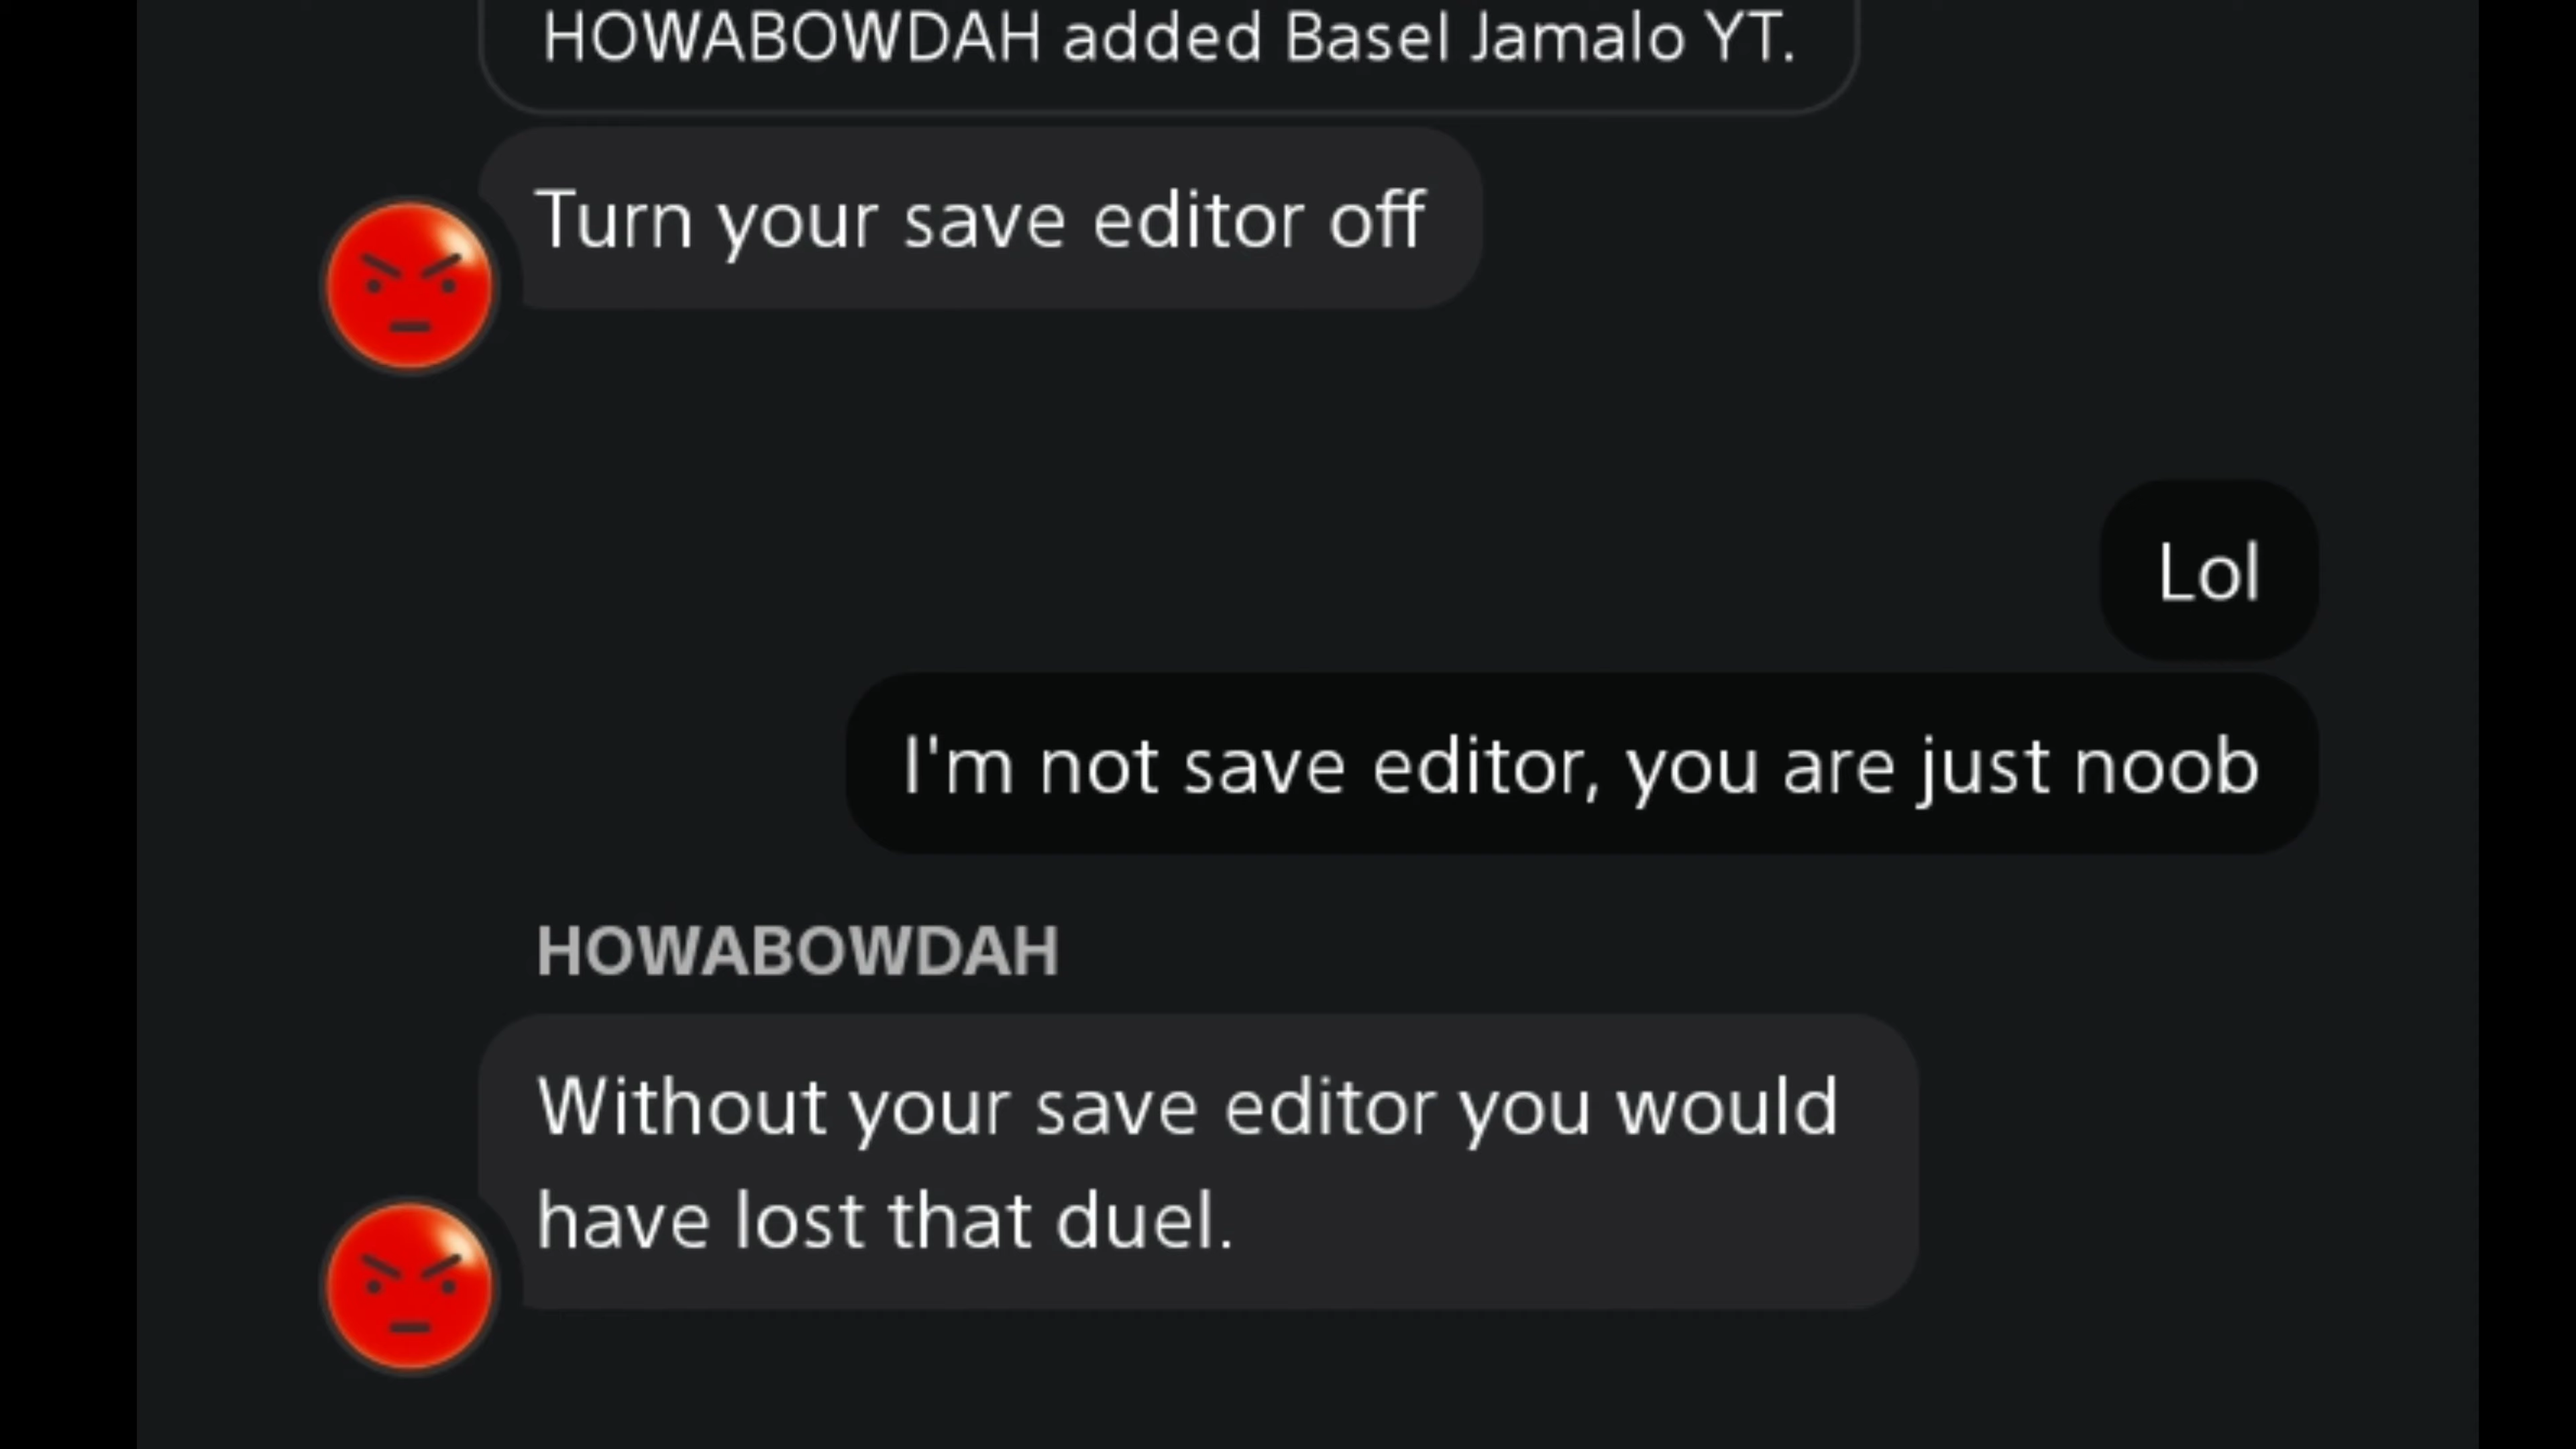 HOWABOWDAH added Basel Jamalo YT.
Turn your save editor off
Lol
I'm not save editor, you are just noob
HOWABOWDAH
Without your save editor you would
have lost that duel.